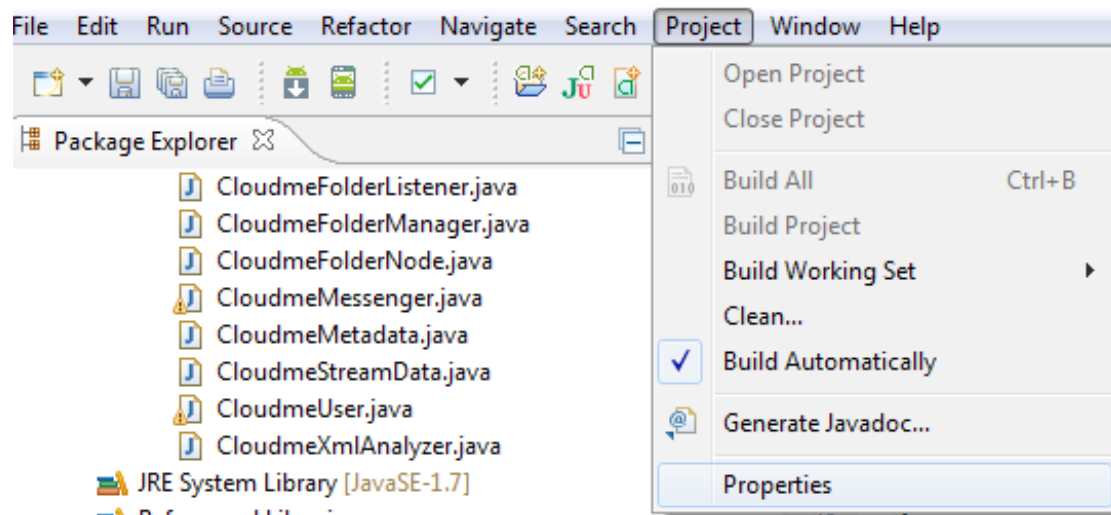 File Edit Run Source Refactor Navigate Search Project Window Help
Package Explorer
CloudmeFolderListener.java
CloudmeFolderManager.java
CloudmeFolderNode.java
CloudmeMessenger.java
CloudmeMetadata.java
CloudmeStreamData.java
CloudmeUser.java
CloudmeXmlAnalyzer.java
JRE System Library [JavaSE-1.7]
Open Project
Close Project
Build All Ctrl+B
Build Project
Build Working Set
Clean...
Build Automatically
Generate Javadoc...
Properties